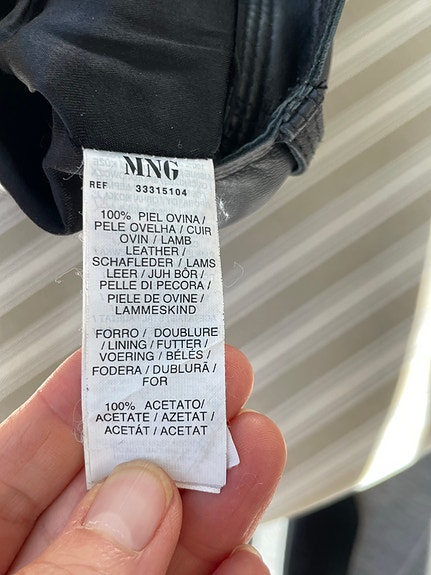 MNG
REF 33315104
100% PIEL OVINA /
PELE OVELHA / CUIR
OVIN / LAMB
LEATHER /
SCHAFLEDER / LAMS
LEER / JUH BŐR /
PELLE DI PECORA /
PIELE DE OVINE /
LAMMESKIND
FORRO / DOUBLURE
/ LINING / FUTTER /
VOERING / BÉLÉS /
FODERA / DUBLURĂ /
FOR
100% ACETATO/
ACETATE / AZETAT /
ACETÁT / ACETAT